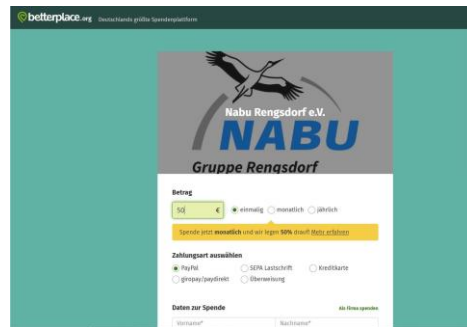 betterplace.org Deutschlands größte Spendenplattform
Nabu Rengsdorf e.V.
NABU
Gruppe Rengsdorf
Betrag
50 € einmalig monatlich jährlich
Spende jetzt monatlich und wir legen 50% drauf! Mehr erfahren
Zahlungsart auswählen
PayPal SEPA Lastschrift Kreditkarte
giropay/paydirekt Überweisung
Daten zur Spende Als Firma spenden
Vorname* Nachname*